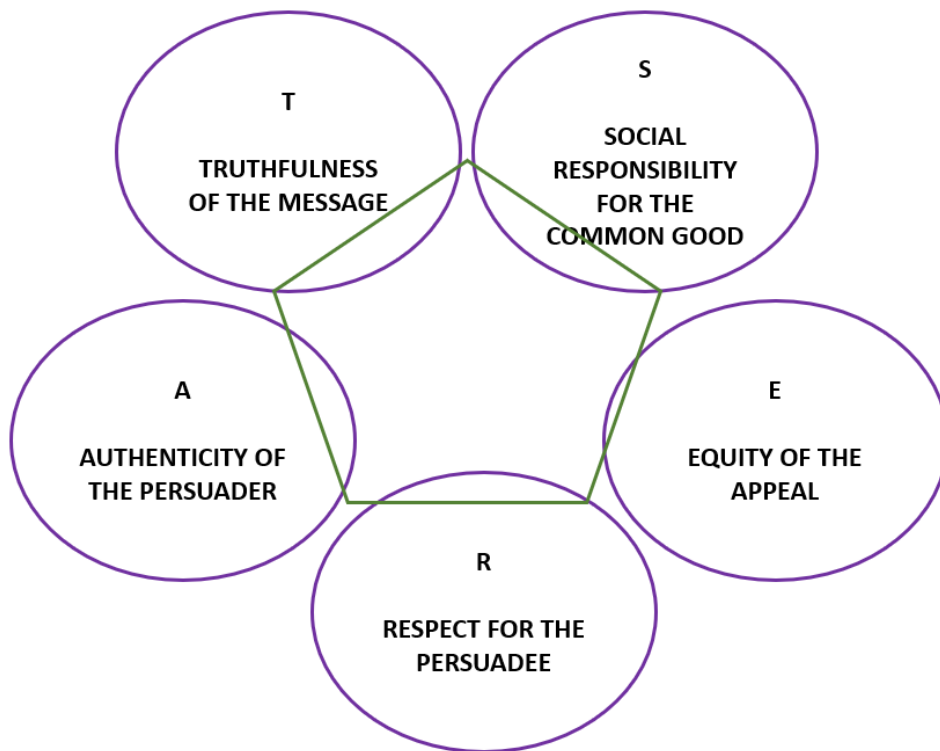 T
TRUTHFULNESS
OF THE MESSAGE
S
SOCIAL
RESPONSIBILITY
FOR THE
COMMON GOOD
A
AUTHENTICITY OF
THE PERSUADER
E
EQUITY OF THE
APPEAL
R
RESPECT FOR THE
PERSUADEE